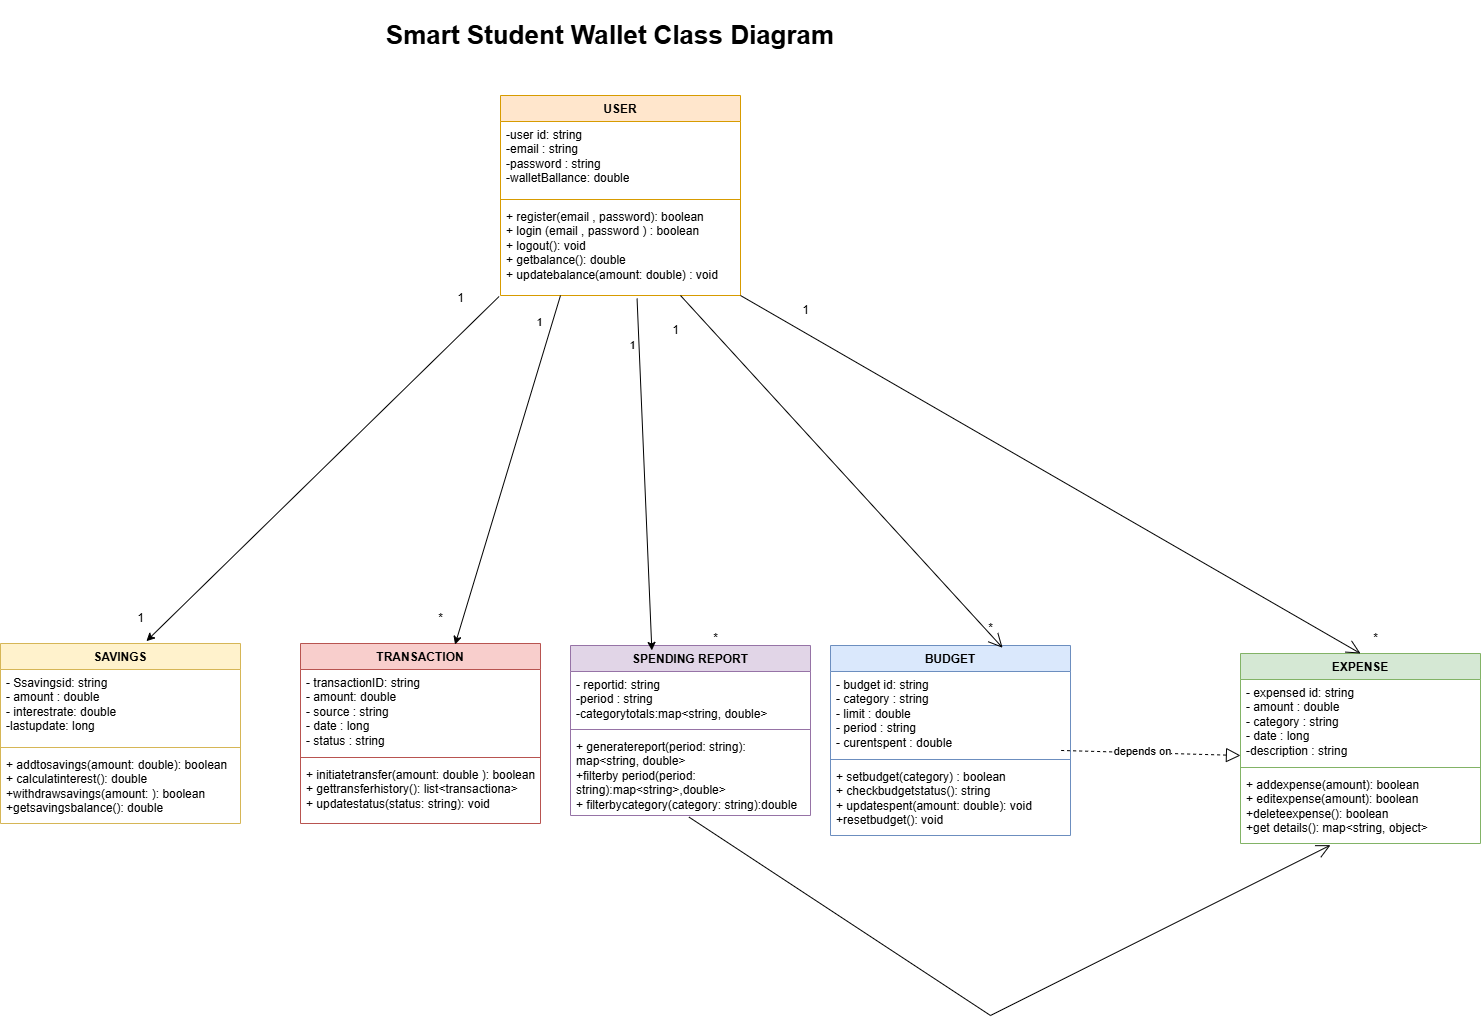 Smart Student Wallet Class Diagram
USER
-user id: string
-email : string
-password : string
-walletBallance: double
+ register(email , password): boolean
+ login (email , password ) : boolean
+ logout(): void
+ getbalance(): double
+ updatebalance(amount: double) : void
1
1
1
1
1
1
*
*
*
*
SAVINGS
- Ssavingsid: string
- amount : double
- interestrate: double
-lastupdate: long
+ addtosavings(amount: double): boolean
+ calculatinterest(): double
+withdrawsavings(amount: ): boolean
+getsavingsbalance(): double
TRANSACTION
- transactionID: string
- amount: double
- source : string
- date : long
- status : string
+ initiatetransfer(amount: double ): boolean
+ gettransferhistory(): list<transactiona>
+ updatestatus(status: string): void
SPENDING REPORT
- reportid: string
-period : string
-categorytotals:map<string, double>
+ generatereport(period: string):
map<string, double>
+filterby period(period:
string):map<string>,double>
+ filterbycategory(category: string):double
BUDGET
- budget id: string
- category : string
- limit : double
- period : string
- curentspent : double
+ setbudget(category) : boolean
+ checkbudgetstatus(): string
+ updatespent(amount: double): void
+resetbudget(): void
depends on
EXPENSE
- expensed id: string
- amount : double
- category : string
- date : long
-description : string
+ addexpense(amount): boolean
+ editexpense(amount): boolean
+deleteexpense(): boolean
+get details(): map<string, object>